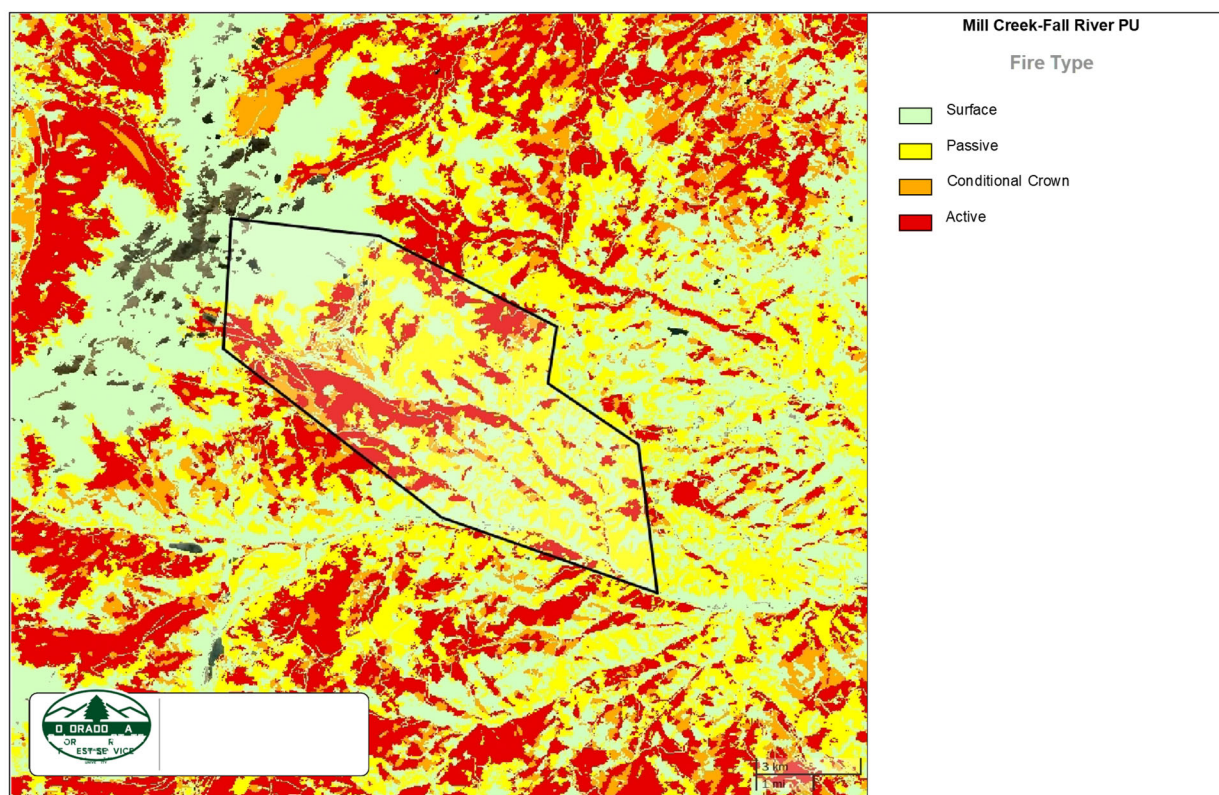 Mill Creek-Fall River PU
Fire Type
Surface
Passive
Conditional Crown
Active
3 km
1 mi